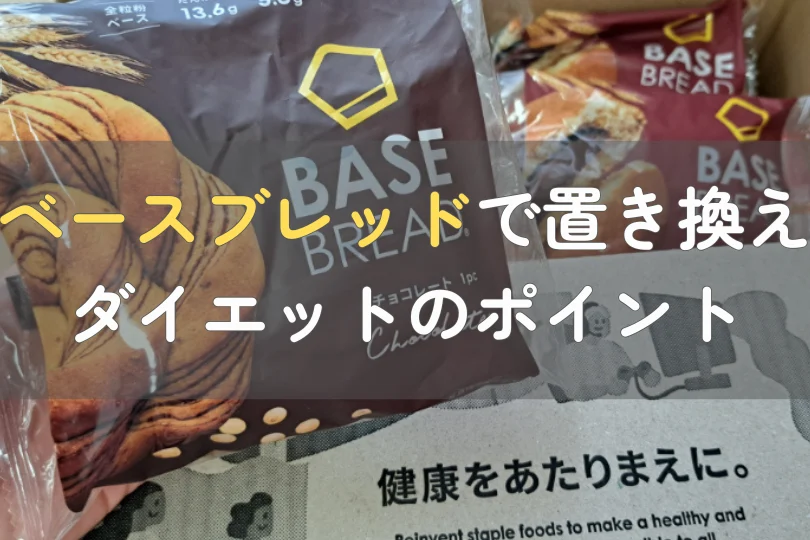 全粒粉
ベース
13.6g
BASE
BREAD
チョコレート 1pc
Chocolate
BASE
BREAD
BASE
BREAD
ベースブレッドで置き換え
ダイエットのポイント
健康をあたりまえに。
Reinvent staple foods to make a healthy and